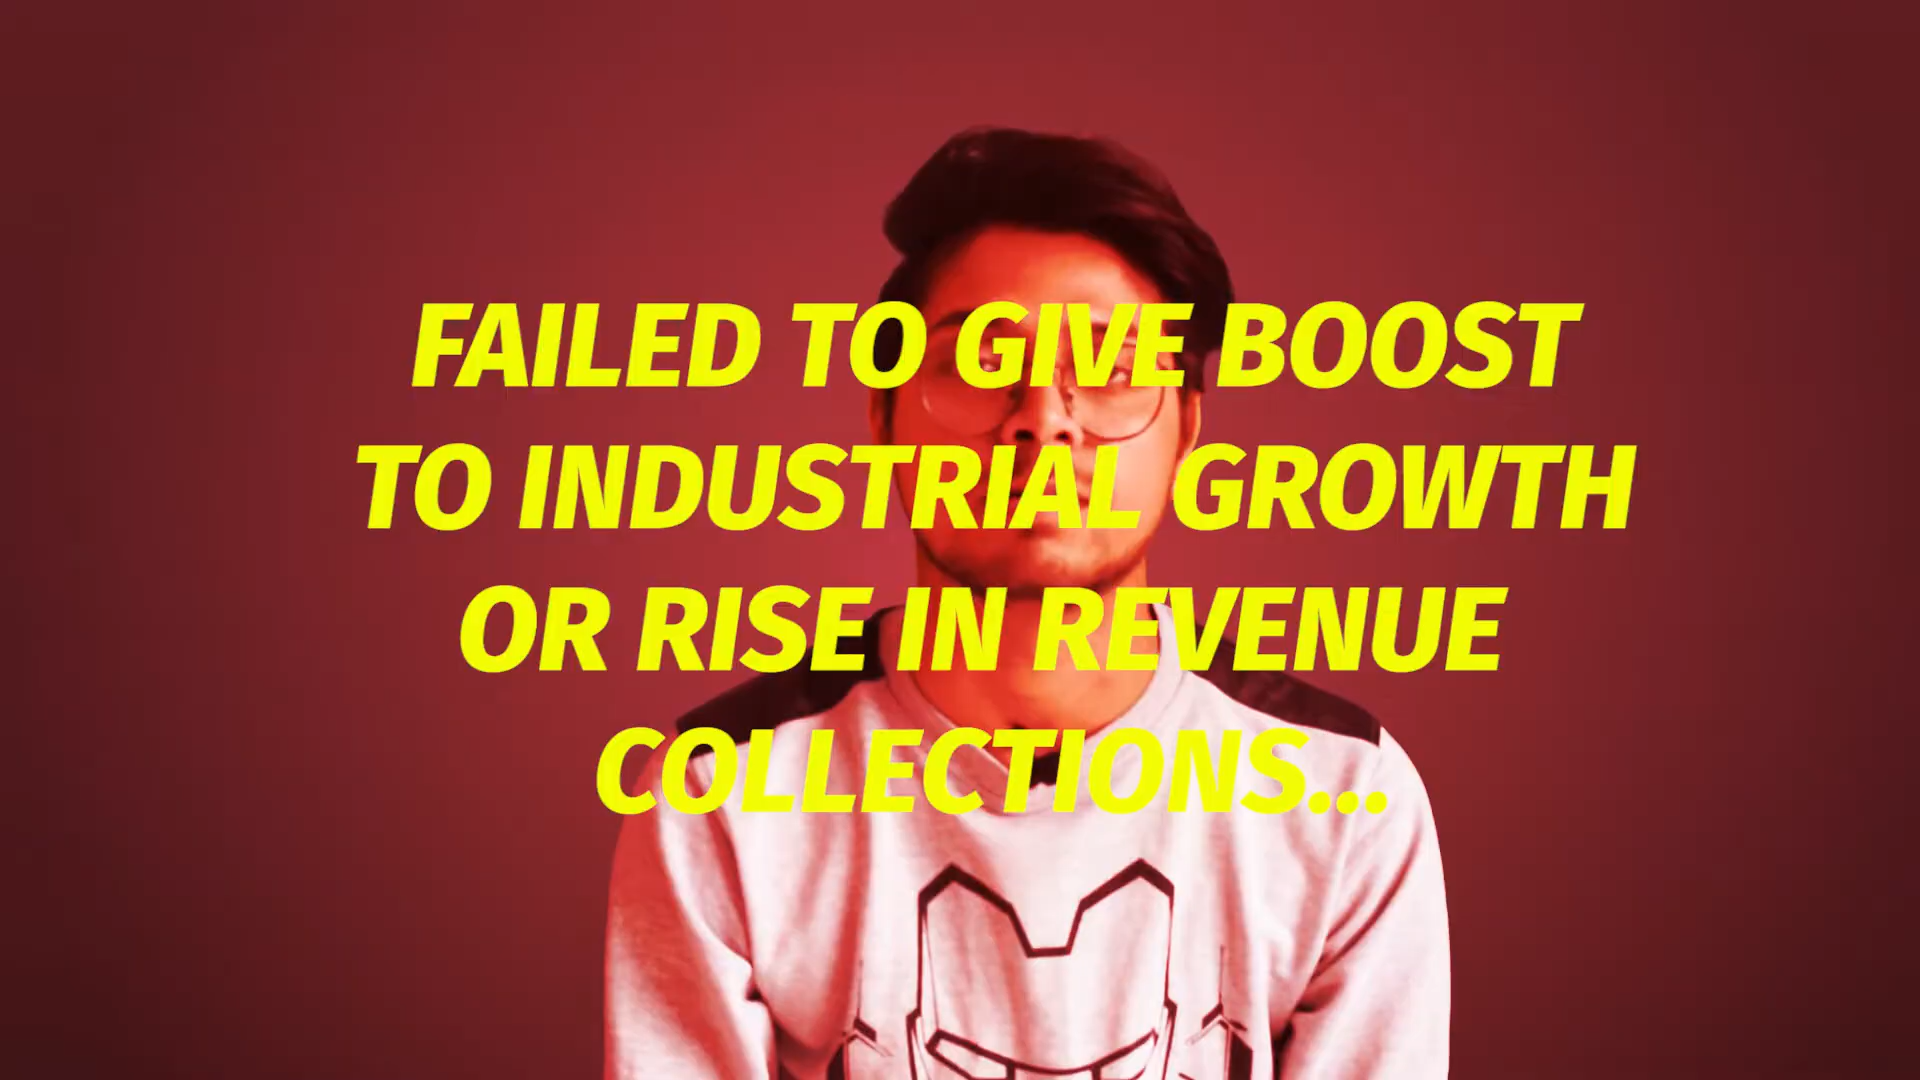 FAILED TO GIVE BOOST
TO INDUSTRIAL GROWTH
OR RISE IN REVENUE
COLLECTIONS...